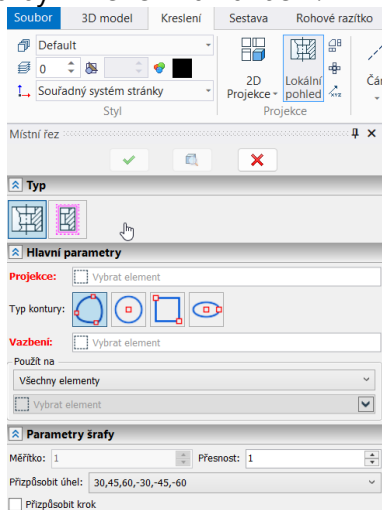 Soubor 3D model Kreslení Sestava Rohové razítko
Default
0
Souřadný systém stránky
2D Projekce
Lokální pohled
Čár
Styl Projekce
Místní řez
Typ
Hlavní parametry
Projekce: Vybrat element
Typ kontury:
Vazbení: Vybrat element
Použít na
Všechny elementy
Vybrat element
Parametry šrafy
Měřítko: 1 Přesnost: 1
Přizpůsobit úhel: 30,45,60,-30,-45,-60
Přizpůsobit krok